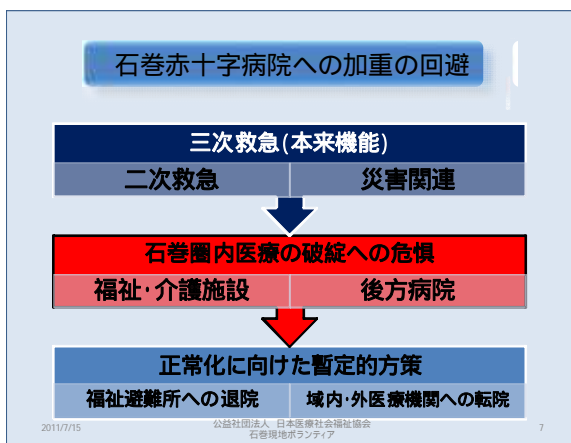 石巻赤十字病院への加重の回避
三次救急(本来機能)
二次救急 災害関連
石巻圏内医療の破綻への危惧
福祉･介護施設 後方病院
正常化に向けた暫定的方策
福祉避難所への退院 域内･外医療機関への転院
2011/7/15 公益社団法人 日本医療社会福祉協会 7
石巻現地ボランティア